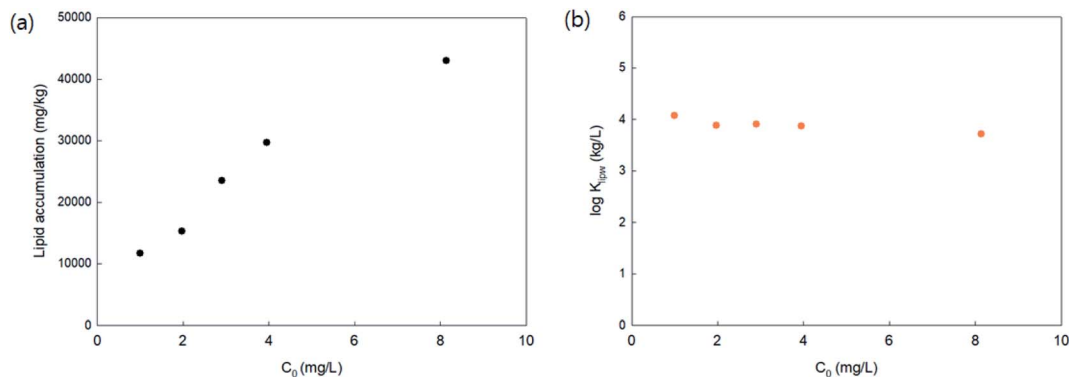 (a)
50000
40000
30000
20000
10000
0
Lipid accumulation (mg/kg)
0 2 4 6 8 10
C0 (mg/L)
(b)
6
5
4
3
2
1
0
log Klipw (kg/L)
0 2 4 6 8 10
C0 (mg/L)